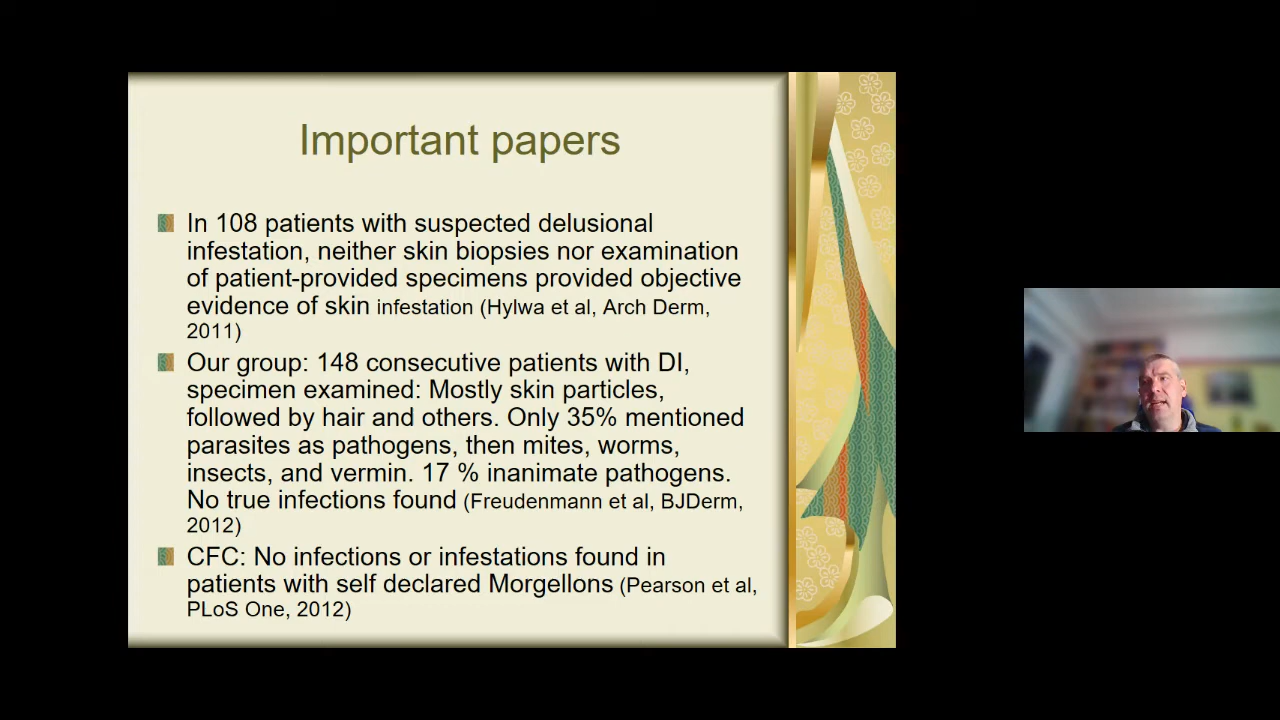 Important papers
In 108 patients with suspected delusional
infestation, neither skin biopsies nor examination
of patient-provided specimens provided objective
evidence of skin infestation (Hylwa et al, Arch Derm,
2011)
Our group: 148 consecutive patients with DI,
specimen examined: Mostly skin particles,
followed by hair and others. Only 35% mentioned
parasites as pathogens, then mites, worms,
insects, and vermin. 17 % inanimate pathogens.
No true infections found (Freudenmann et al, BJDerm,
2012)
CFC: No infections or infestations found in
patients with self declared Morgellons (Pearson et al,
PLoS One, 2012)